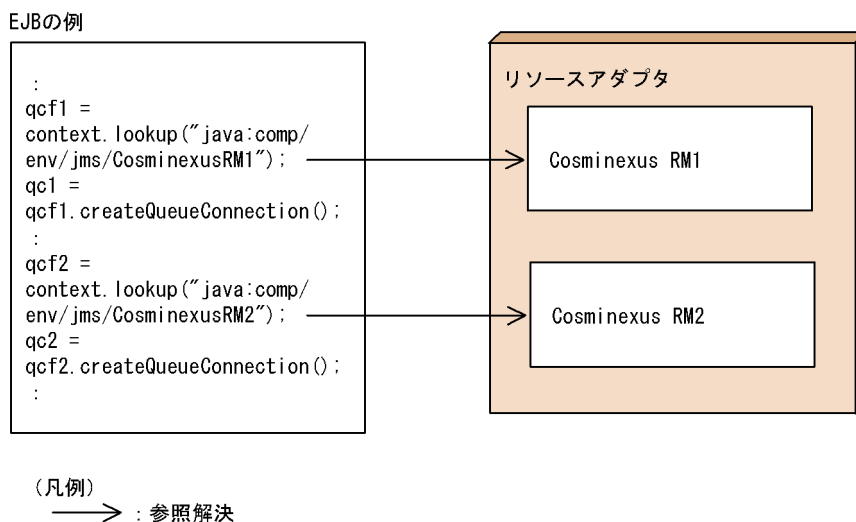 EJBの例
:
qcf1 =
context.lookup("java:comp/
env/jms/CosminexusRM1");
qc1 =
qcf1.createQueueConnection();
:
qcf2 =
context.lookup("java:comp/
env/jms/CosminexusRM2");
qc2 =
qcf2.createQueueConnection();
:
リソースアダプタ
Cosminexus RM1
Cosminexus RM2
(凡例)
:参照解決